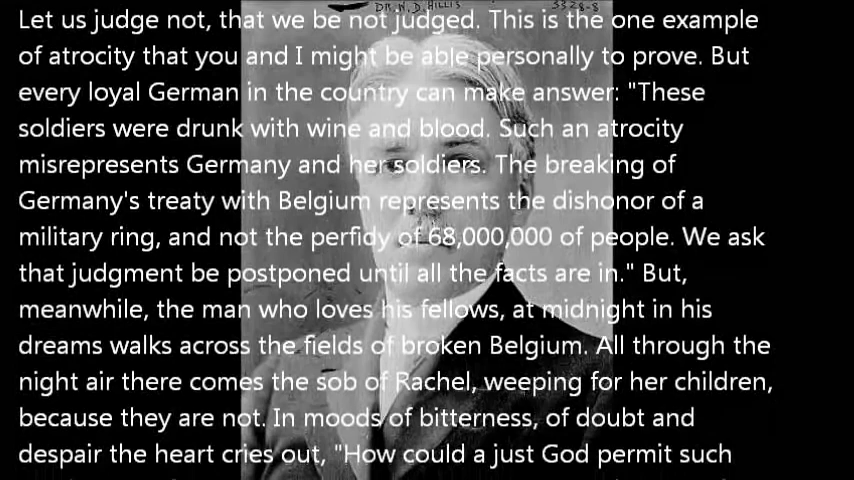 DR. N. D. HILLIS 3328-8
Let us judge not, that we be not judged. This is the one example
of atrocity that you and I might be able personally to prove. But
every loyal German in the country can make answer: "These
soldiers were drunk with wine and blood. Such an atrocity
misrepresents Germany and her soldiers. The breaking of
Germany's treaty with Belgium represents the dishonor of a
military ring, and not the perfidy of 68,000,000 of people. We ask
that judgment be postponed until all the facts are in." But,
meanwhile, the man who loves his fellows, at midnight in his
dreams walks across the fields of broken Belgium. All through the
night air there comes the sob of Rachel, weeping for her children,
because they are not. In moods of bitterness, of doubt and
despair the heart cries out, "How could a just God permit such